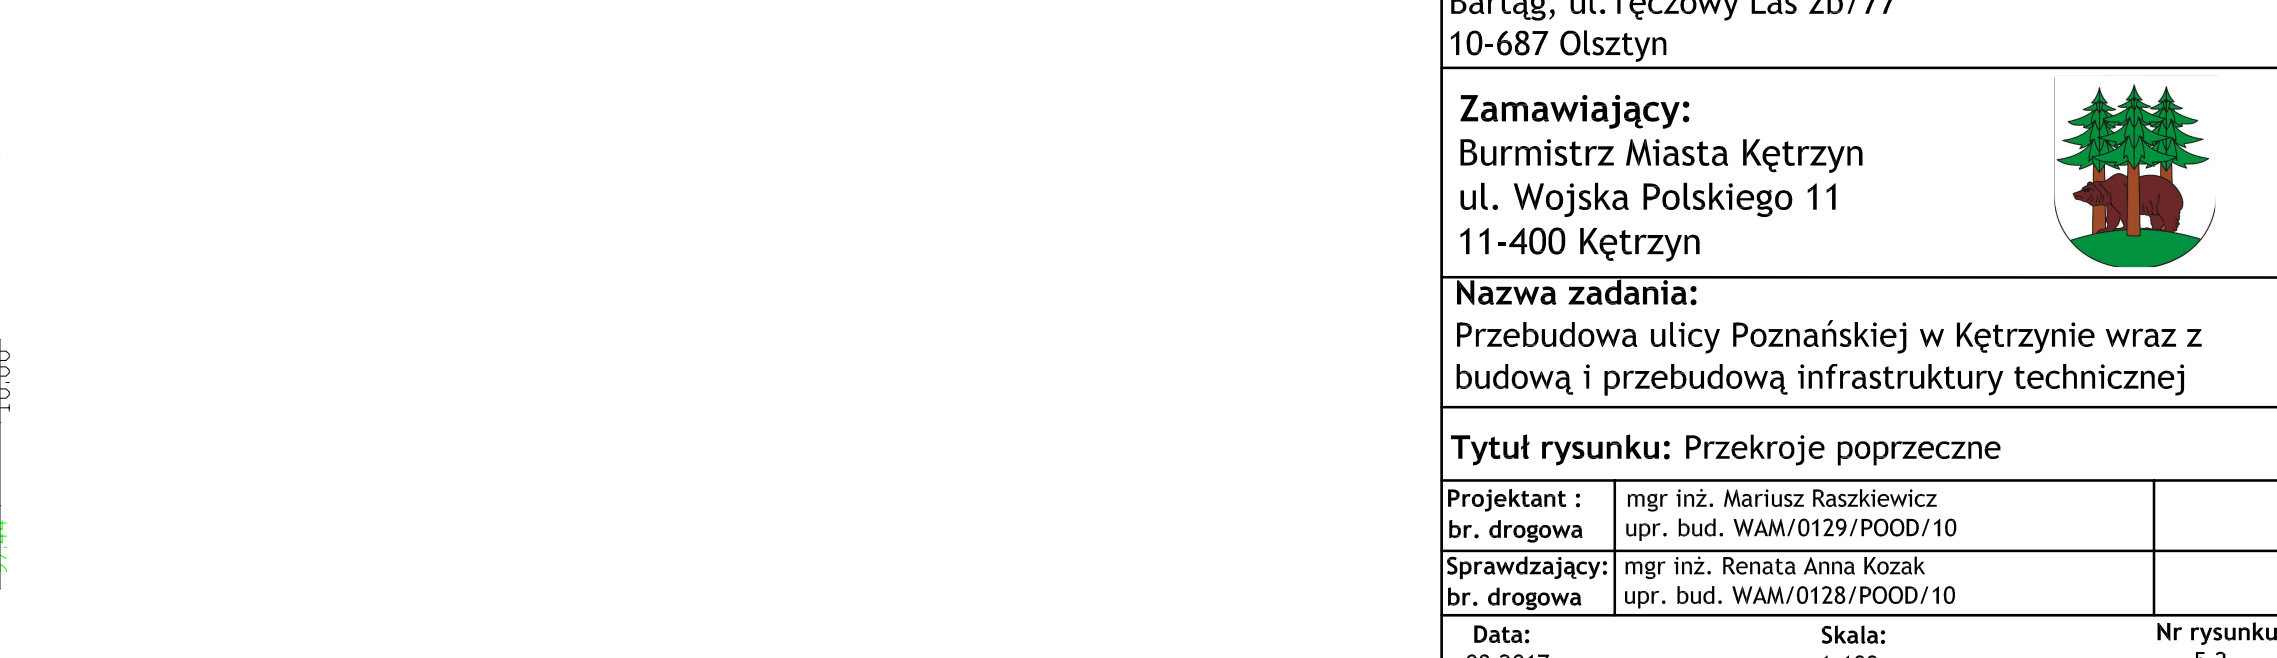 10-687 Olsztyn
Zamawiający:
Burmistrz Miasta Kętrzyn
ul. Wojska Polskiego 11
11-400 Kętrzyn
Nazwa zadania:
Przebudowa ulicy Poznańskiej w Kętrzynie wraz z
budową i przebudową infrastruktury technicznej
Tytuł rysunku: Przekroje poprzeczne
Projektant : mgr inż. Mariusz Raszkiewicz
br. drogowa upr. bud. WAM/0129/POOD/10
Sprawdzający: mgr inż. Renata Anna Kozak
br. drogowa upr. bud. WAM/0128/POOD/10
Data: Skala: Nr rysunku
10.00